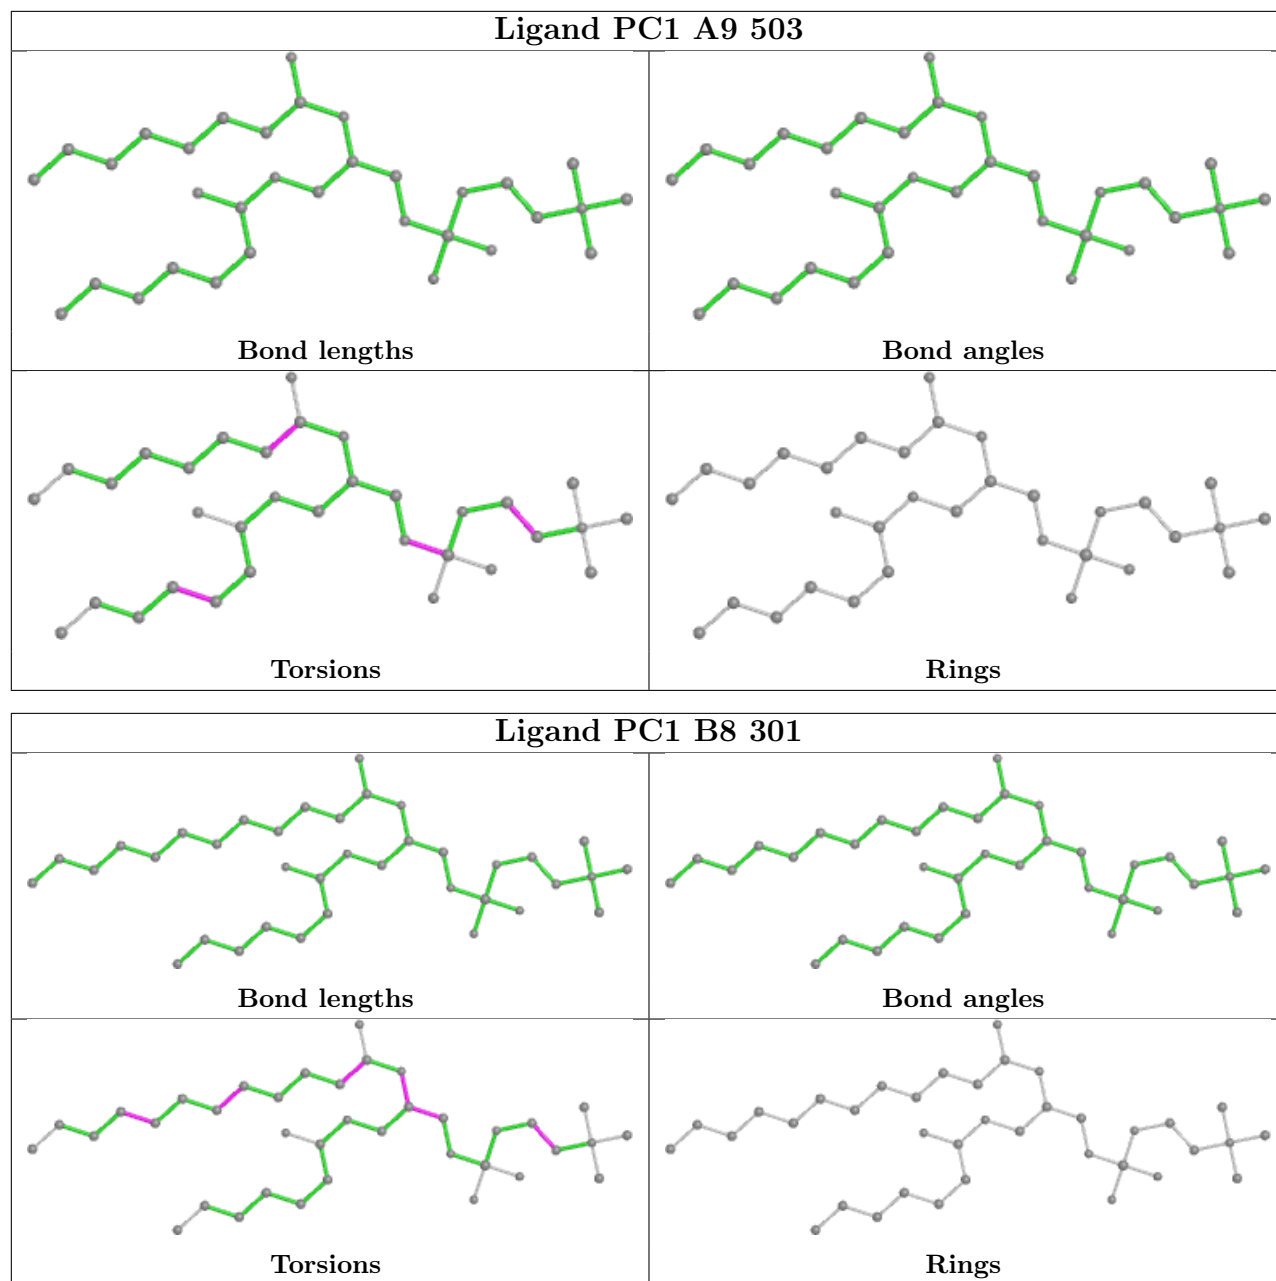 Ligand PC1 A9 503
Bond lengths
Bond angles
Torsions
Rings
Ligand PC1 B8 301
Bond lengths
Bond angles
Torsions
Rings